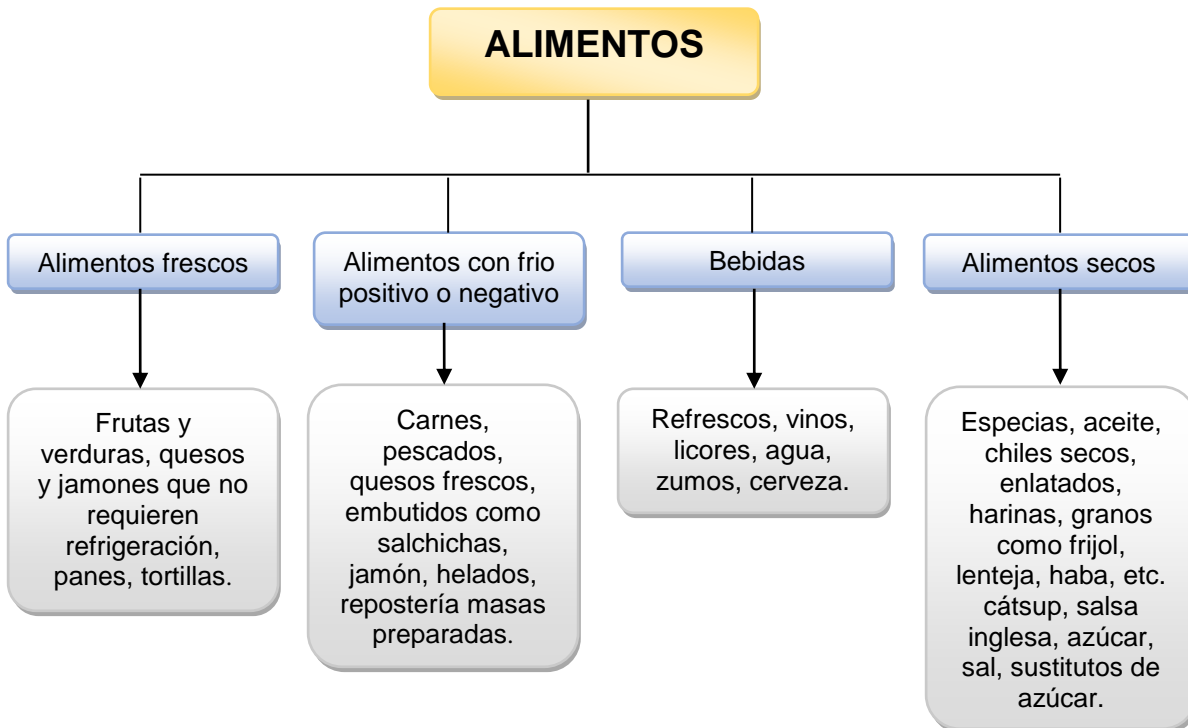 ALIMENTOS
Alimentos frescos
Alimentos con frio
positivo o negativo
Bebidas
Alimentos secos
Frutas y
verduras, quesos
y jamones que no
requieren
refrigeración,
panes, tortillas.
Carnes,
pescados,
quesos frescos,
embutidos como
salchichas,
jamón, helados,
repostería masas
preparadas.
Refrescos, vinos,
licores, agua,
zumos, cerveza.
Especias, aceite,
chiles secos,
enlatados,
harinas, granos
como frijol,
lenteja, haba, etc.
cátsup, salsa
inglesa, azúcar,
sal, sustitutos de
azúcar.